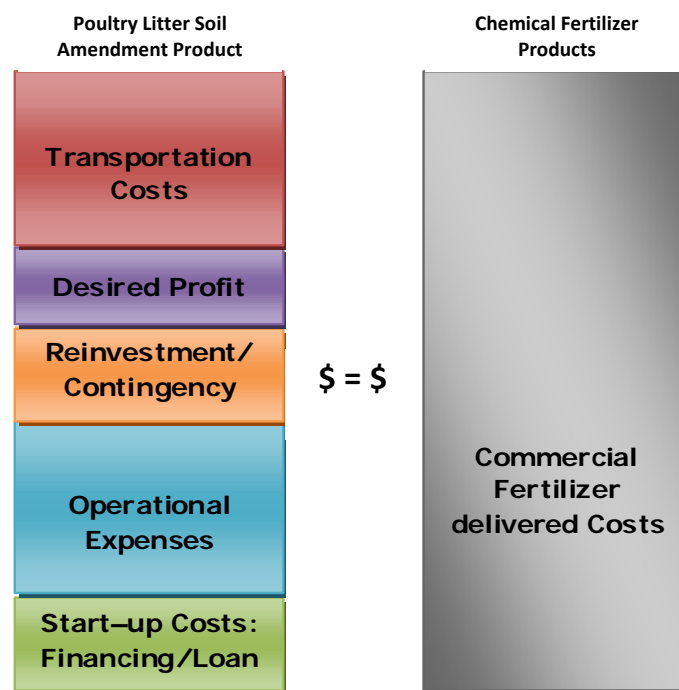 Poultry Litter Soil
Amendment Product
Transportation
Costs
Desired Profit
Reinvestment/
Contingency
Operational
Expenses
Start–up Costs:
Financing/Loan
$ = $
Chemical Fertilizer
Products
Commercial
Fertilizer
delivered Costs